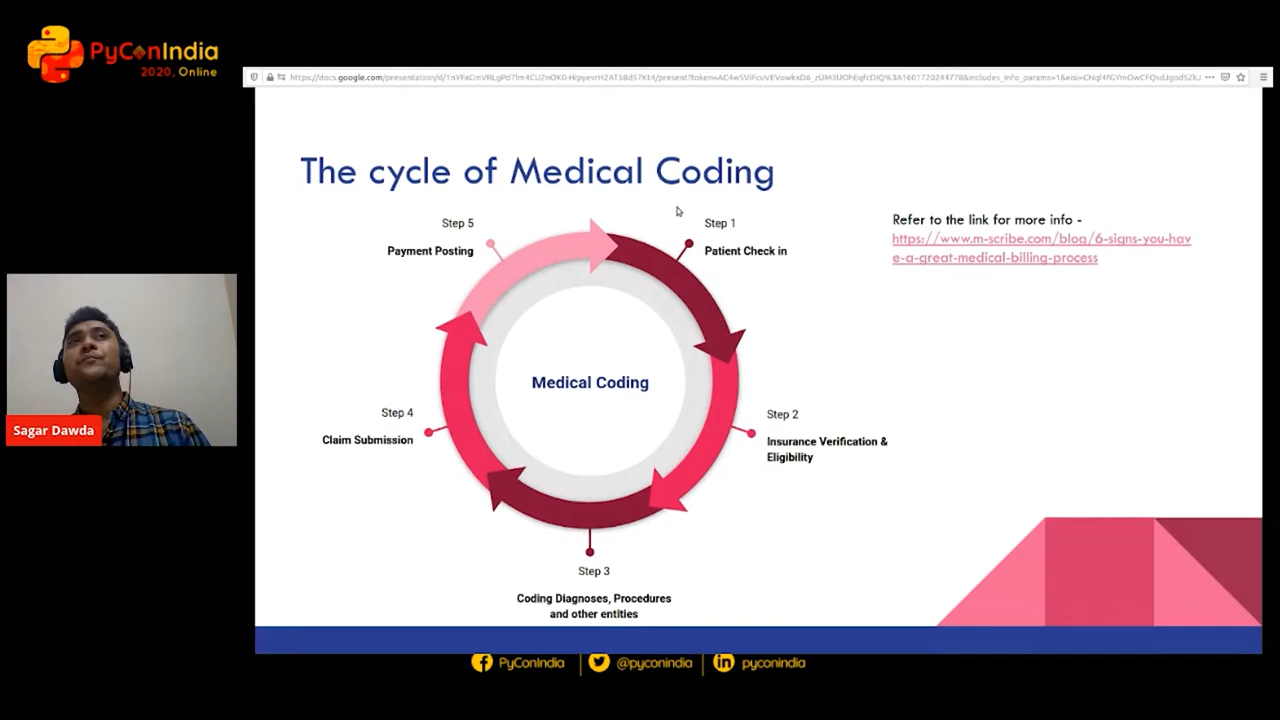 PyConIndia
2020, Online
The cycle of Medical Coding
Refer to the link for more info -
https://www.m-scribe.com/blog/6-signs-you-hav
e-a-great-medical-billing-process
Step 1
Patient Check in
Step 2
Insurance Verification &
Eligibility
Step 3
Coding Diagnoses, Procedures
and other entities
Step 4
Claim Submission
Step 5
Payment Posting
Medical Coding
Sagar Dawda
PyConIndia
@pyconindia
pyconindia